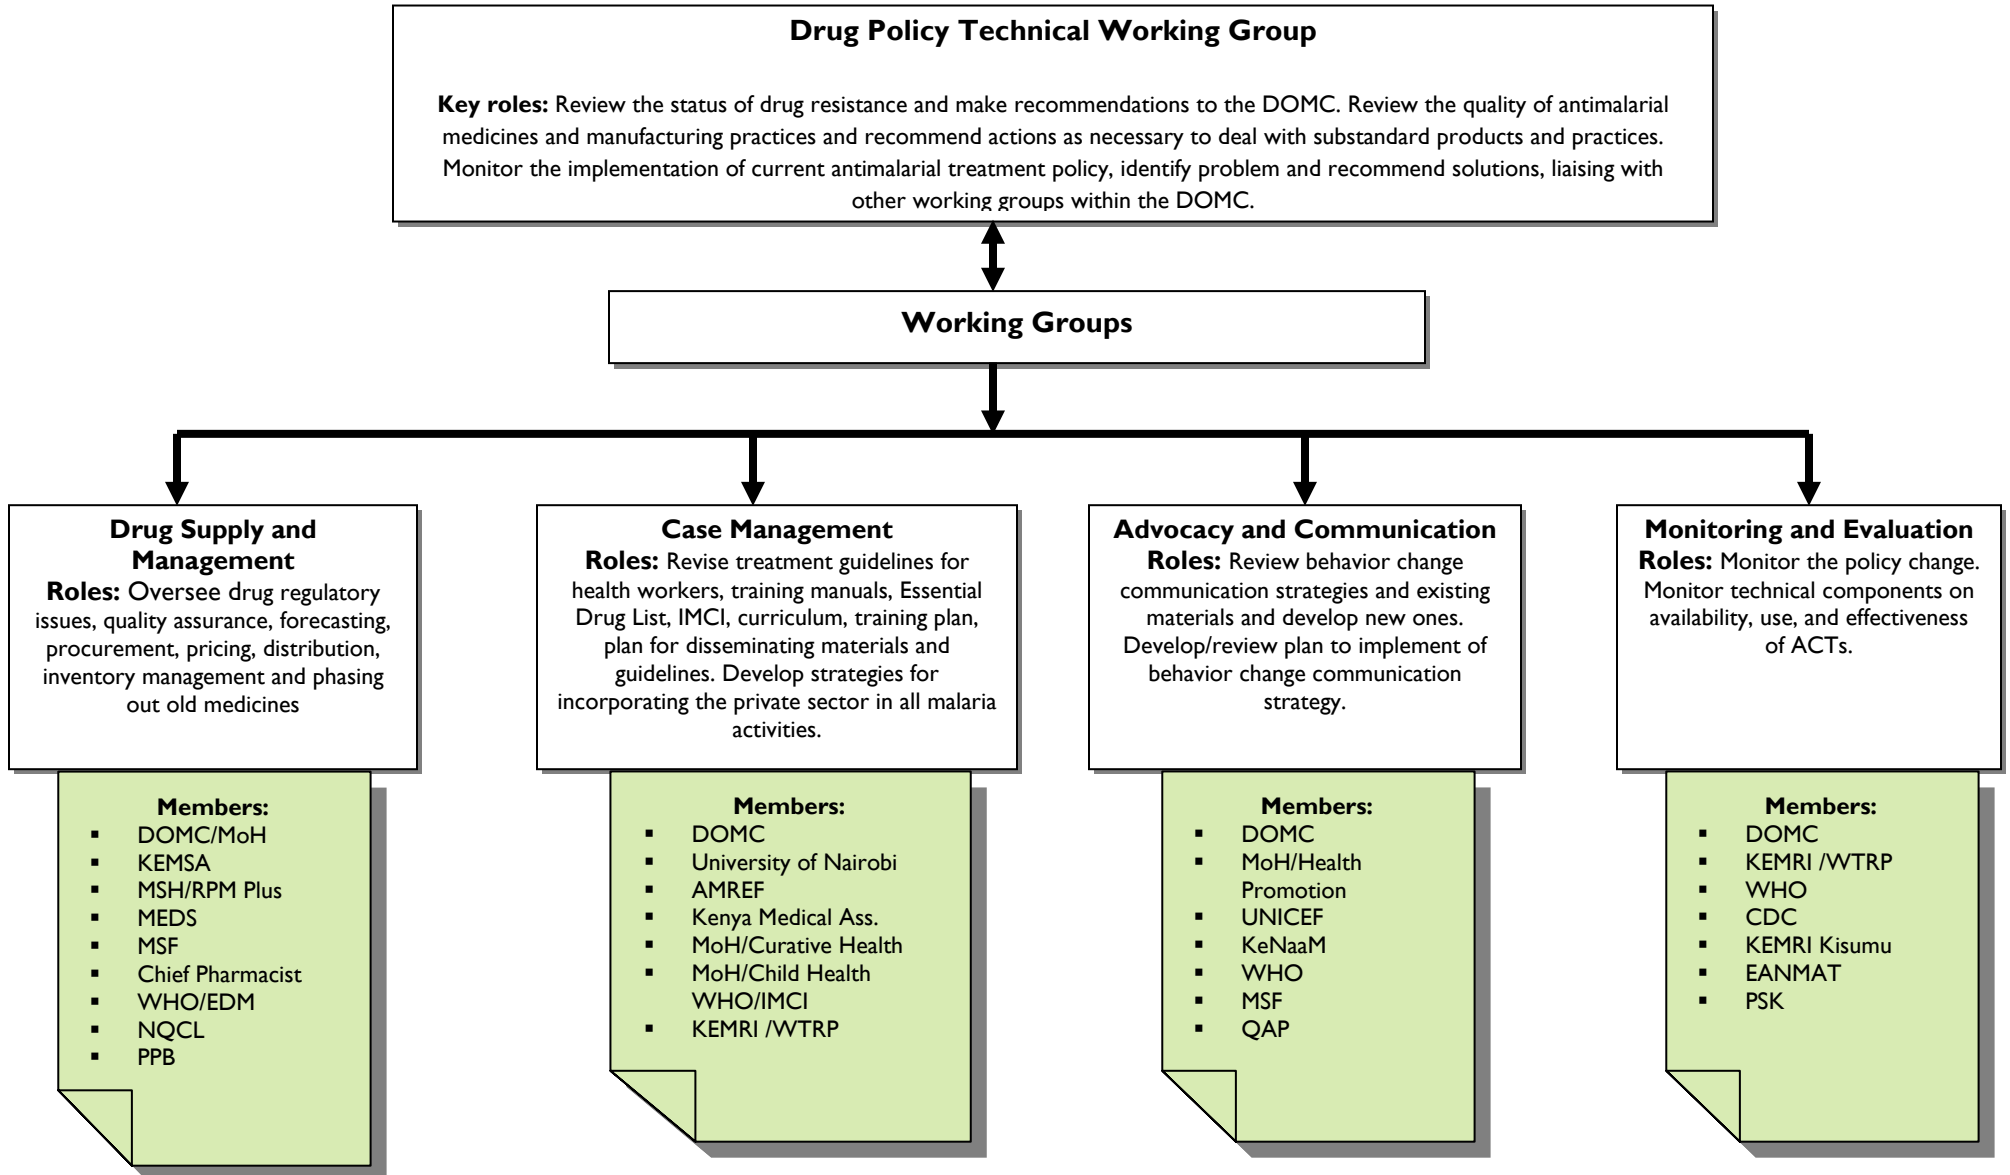 Drug Policy Technical Working Group
Key roles: Review the status of drug resistance and make recommendations to the DOMC. Review the quality of antimalarial
medicines and manufacturing practices and recommend actions as necessary to deal with substandard products and practices.
Monitor the implementation of current antimalarial treatment policy, identify problem and recommend solutions, liaising with
other working groups within the DOMC.
Working Groups
Drug Supply and
Management
Roles: Oversee drug regulatory
issues, quality assurance, forecasting,
procurement, pricing, distribution,
inventory management and phasing
out old medicines
Members:
▪ DOMC/MoH
▪ KEMSA
▪ MSH/RPM Plus
▪ MEDS
▪ MSF
▪ Chief Pharmacist
▪ WHO/EDM
▪ NQCL
▪ PPB
Case Management
Roles: Revise treatment guidelines for
health workers, training manuals, Essential
Drug List, IMCI, curriculum, training plan,
plan for disseminating materials and
guidelines. Develop strategies for
incorporating the private sector in all malaria
activities.
Members:
▪ DOMC
▪ University of Nairobi
▪ AMREF
▪ Kenya Medical Ass.
▪ MoH/Curative Health
▪ MoH/Child Health
WHO/IMCI
▪ KEMRI /WTRP
Advocacy and Communication
Roles: Review behavior change
communication strategies and existing
materials and develop new ones.
Develop/review plan to implement of
behavior change communication
strategy.
Members:
▪ DOMC
▪ MoH/Health
Promotion
▪ UNICEF
▪ KeNaaM
▪ WHO
▪ MSF
▪ QAP
Monitoring and Evaluation
Roles: Monitor the policy change.
Monitor technical components on
availability, use, and effectiveness
of ACTs.
Members:
▪ DOMC
▪ KEMRI /WTRP
▪ WHO
▪ CDC
▪ KEMRI Kisumu
▪ EANMAT
▪ PSK